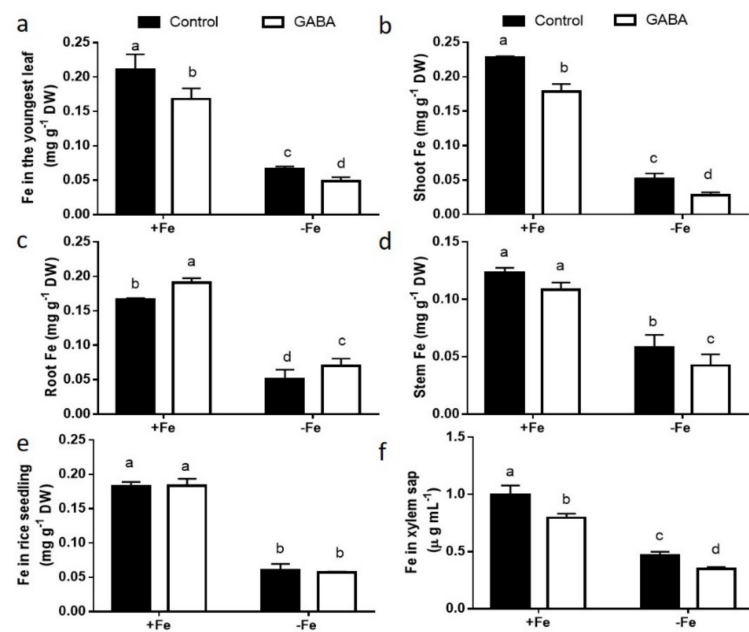 a
Control
GABA
b
Fe in the youngest leaf
(mg g⁻¹ DW)
0.25
0.20
0.15
0.10
0.05
0.00
a
b
c
d
+Fe
-Fe
Shoot Fe (mg g⁻¹ DW)
0.25
0.20
0.15
0.10
0.05
0.00
a
b
c
d
+Fe
-Fe
c
Root Fe (mg g⁻¹ DW)
0.25
0.20
0.15
0.10
0.05
0.00
b
a
d
c
+Fe
-Fe
d
Stem Fe (mg g⁻¹ DW)
0.15
0.10
0.05
0.00
a
a
b
c
+Fe
-Fe
e
Fe in rice seedling
(mg g⁻¹ DW)
0.25
0.20
0.15
0.10
0.05
0.00
a
a
b
b
+Fe
-Fe
f
Fe in xylem sap
(μ g mL⁻¹)
1.5
1.0
0.5
0.0
a
b
c
d
+Fe
-Fe